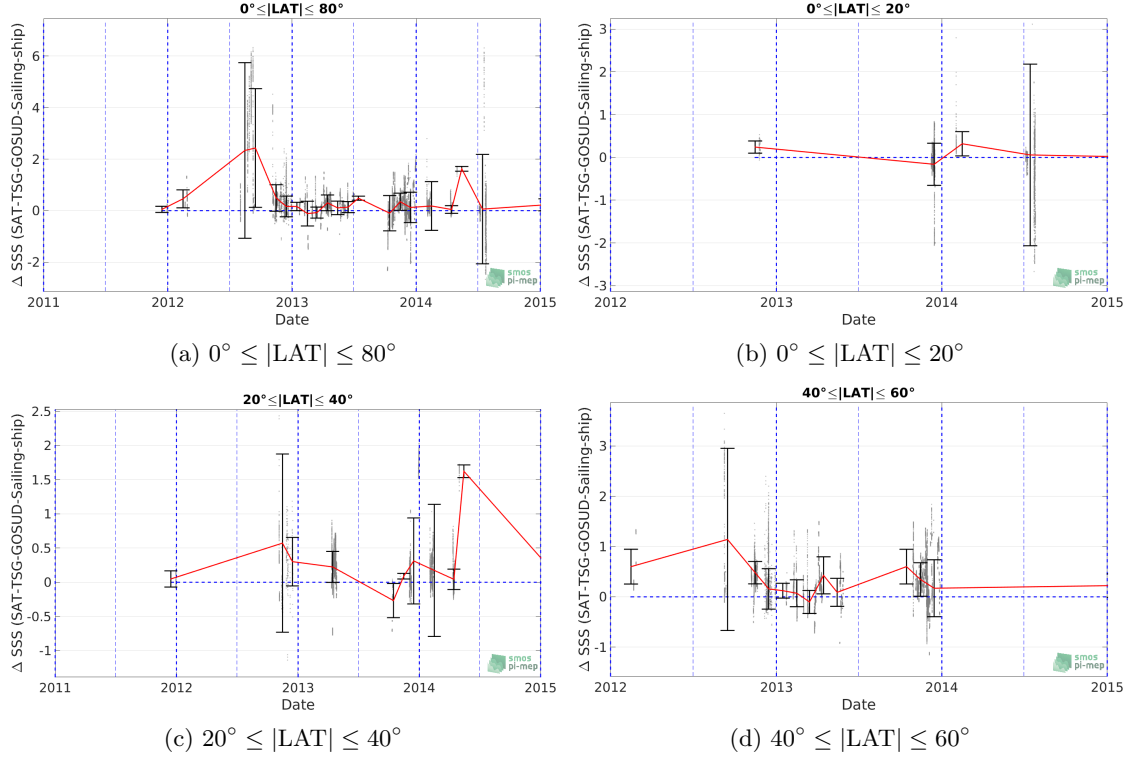 0°≤|LAT|≤ 80°
Δ SSS (SAT-TSG-GOSUD-Sailing-ship)
6
4
2
0
-2
2011 2012 2013 2014 2015
Date
smos
pi-mep
(a) 0° ≤ |LAT| ≤ 80°
0°≤|LAT|≤ 20°
Δ SSS (SAT-TSG-GOSUD-Sailing-ship)
3
2
1
0
-1
-2
-3
2012 2013 2014 2015
Date
smos
pi-mep
(b) 0° ≤ |LAT| ≤ 20°
20°≤|LAT|≤ 40°
Δ SSS (SAT-TSG-GOSUD-Sailing-ship)
2.5
2
1.5
1
0.5
0
-0.5
-1
2011 2012 2013 2014 2015
Date
smos
pi-mep
(c) 20° ≤ |LAT| ≤ 40°
40°≤|LAT|≤ 60°
Δ SSS (SAT-TSG-GOSUD-Sailing-ship)
3
2
1
0
-1
2012 2013 2014 2015
Date
smos
pi-mep
(d) 40° ≤ |LAT| ≤ 60°